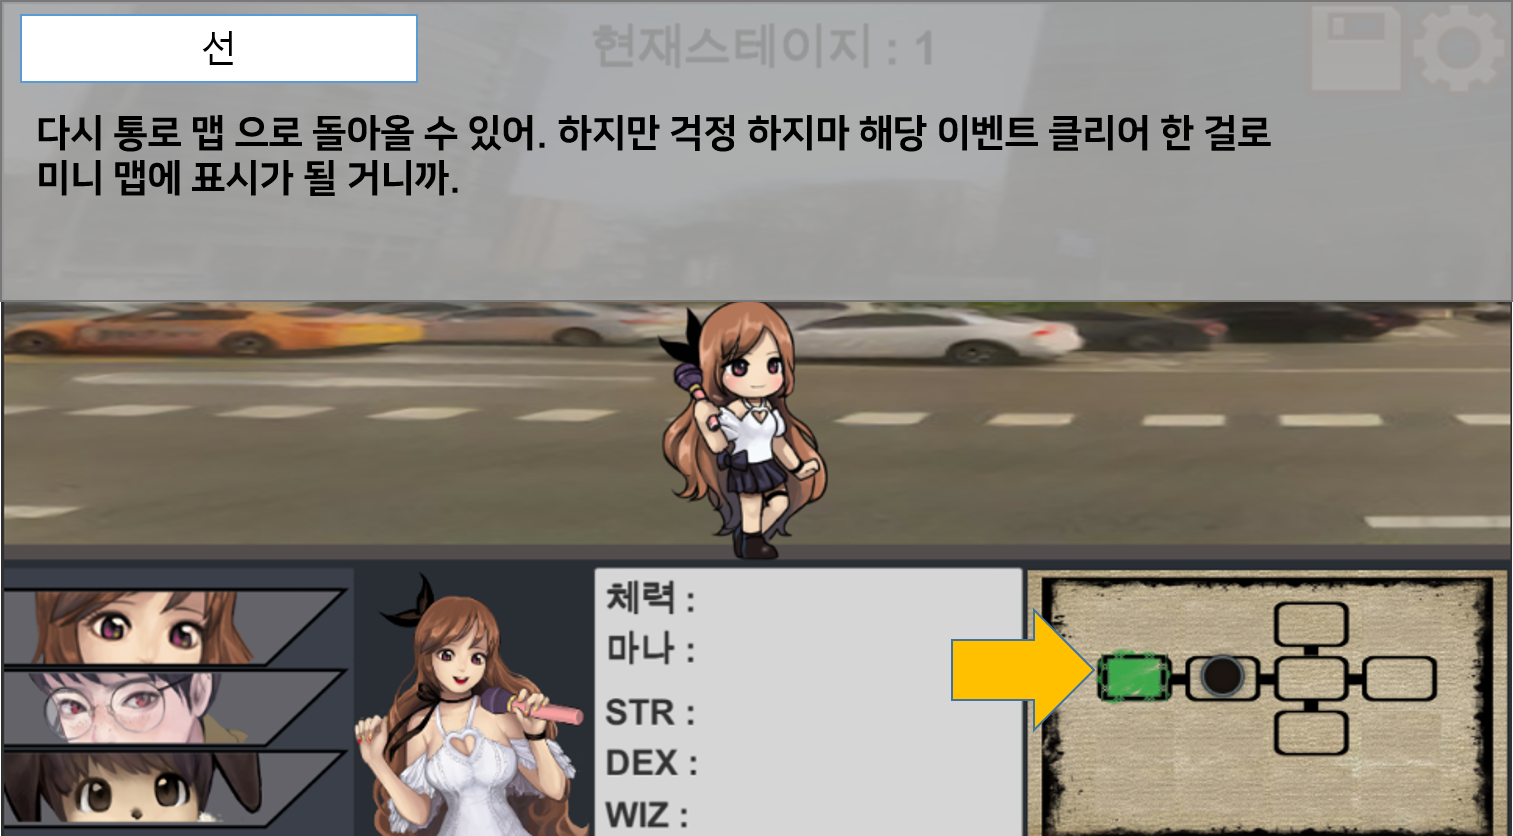 선
현재스테이지 : 1
다시 통로 맵 으로 돌아올 수 있어. 하지만 걱정 하지마 해당 이벤트 클리어 한 걸로
미니 맵에 표시가 될 거니까.
체력 :
마나 :
STR :
DEX :
WIZ :